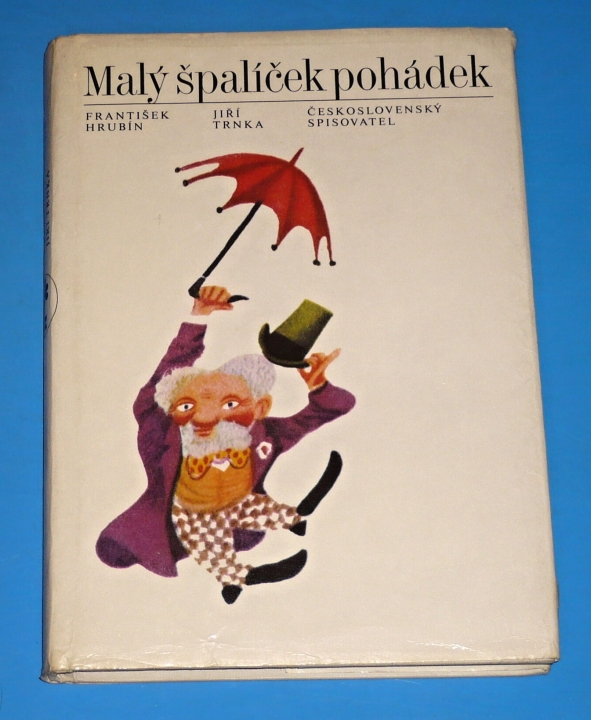 Malý špalíček pohádek
FRANTIŠEK JIŘÍ ČESKOSLOVENSKÝ
HRUBÍN TRNKA SPISOVATEL